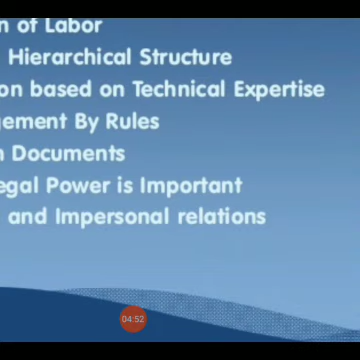 n of Labor
Hierarchical Structure
on based on Technical Expertise
ement By Rules
n Documents
egal Power is Important
and Impersonal relations
04:52